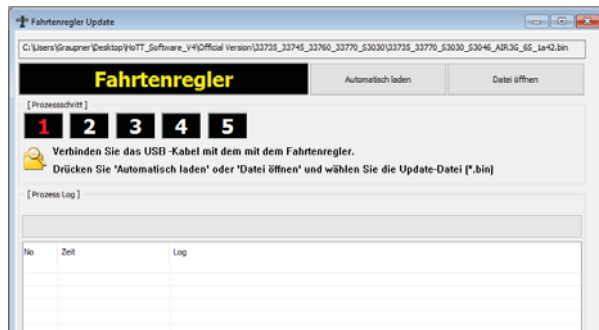 Fahrtenregler Update
C:\Users\Graupner\Desktop\HoTT_Software_V4\Official Version\33735_33745_33760_33770_S3030\33735_33770_S3030_S3046_AIR3G_6S_1a42.bin
Fahrtenregler
Automatisch laden
Datei öffnen
[ Prozessschritt ]
1 2 3 4 5
Verbinden Sie das USB -Kabel mit dem mit dem Fahrtenregler.
Drücken Sie 'Automatisch laden' oder 'Datei öffnen' und wählen Sie die Update-Datei (*.bin)
[ Prozess Log ]
No Zeit Log